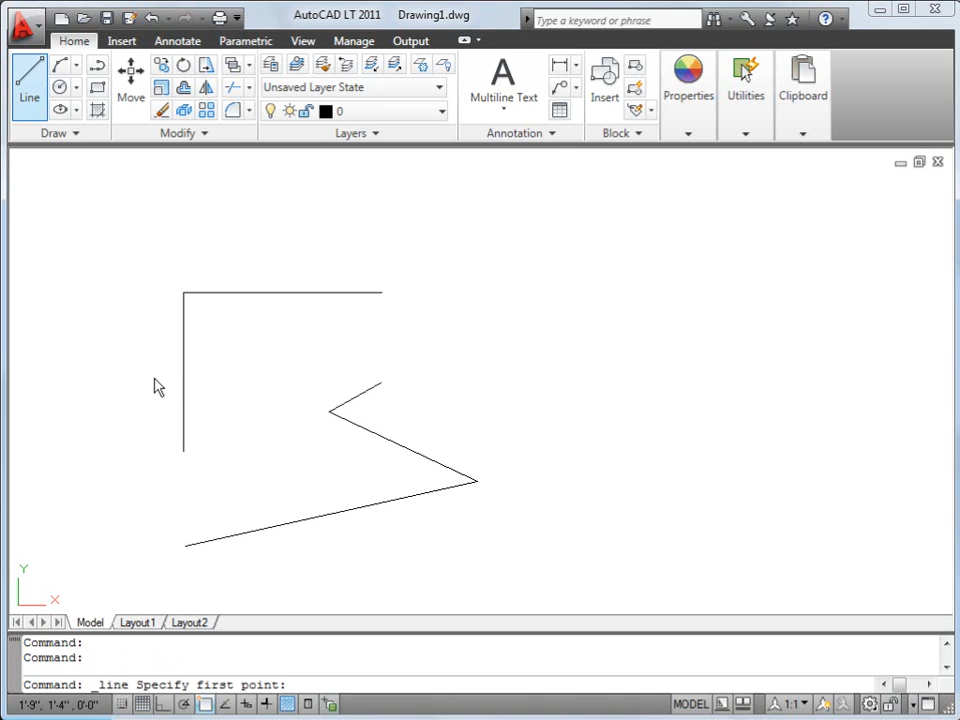 AutoCAD LT 2011 Drawing1.dwg
Type a keyword or phrase
Home Insert Annotate Parametric View Manage Output
Line
Move
Unsaved Layer State
0
A
Multiline Text
Insert
Properties
Utilities
Clipboard
Draw
Modify
Layers
Annotation
Block
Y
X
Model Layout1 Layout2
Command:
Command:
Command: _line Specify first point:
1'-9", 1'-4", 0'-0"
MODEL
1:1